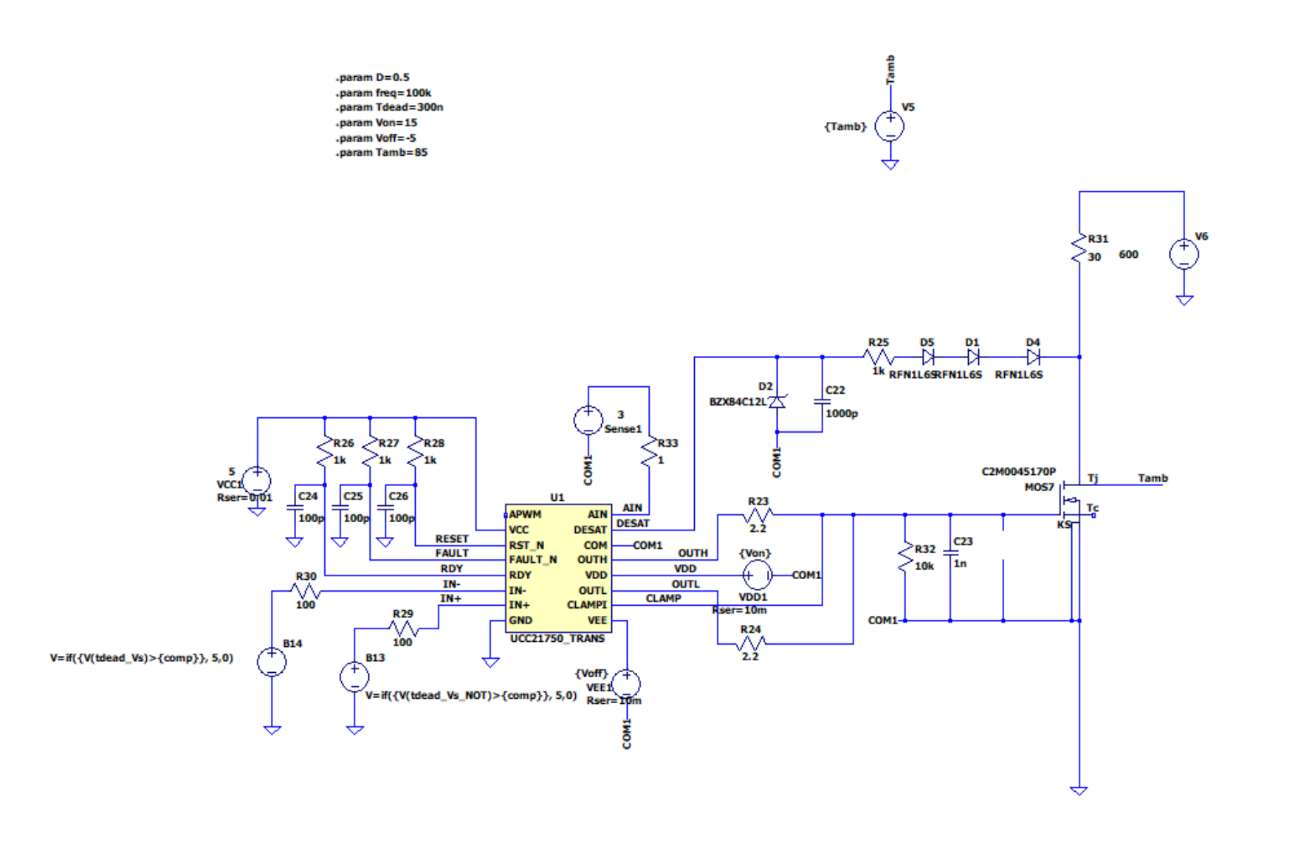 Tamb
.param D=0.5
.param freq=100k
.param Tdead=300n
.param Von=15
.param Voff=-5
.param Tamb=85
V5
{Tamb}
R31
30
600
V6
R25
1k
D5
RFN1L6S
D1
RFN1L6S
D4
RFN1L6S
D2
BZX84C12L
C22
1000p
COM1
3
Sense1
COM1
R33
1
R26
1k
R27
1k
R28
1k
5
VCC1
Rser=0.01
C24
100p
C25
100p
C26
100p
C2M0045170P
MOS7
Tj
Tamb
Tc
KS
U1
APWM
VCC
RST_N
FAULT_N
RDY
IN-
IN+
GND
AIN
DESAT
COM
OUTH
VDD
OUTL
CLAMPI
VEE
UCC21750_TRANS
AIN
DESAT
COM1
OUTH
VDD
OUTL
CLAMP
RESET
FAULT
RDY
IN-
IN+
R23
2.2
{Von}
COM1
VDD1
Rser=10m
R24
2.2
R32
10k
C23
1n
COM1
R30
100
R29
100
B14
V=if({V(tdead_Vs)>{comp}}, 5,0)
B13
V=if({V(tdead_Vs_NOT)>{comp}}, 5,0)
{Voff}
VEE1
Rser=10m
COM1